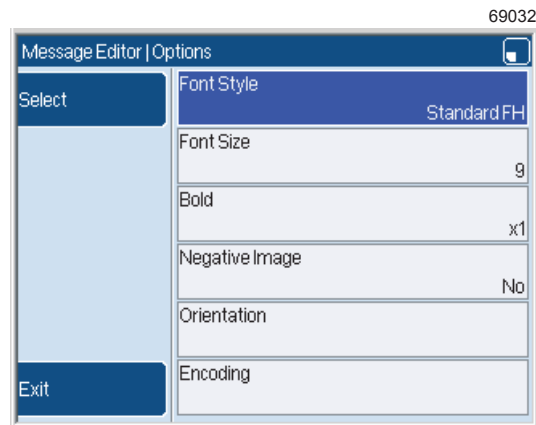 69032
Message Editor | Options
Select
Font Style
Standard FH
Font Size
9
Bold
x1
Negative Image
No
Orientation
Encoding
Exit